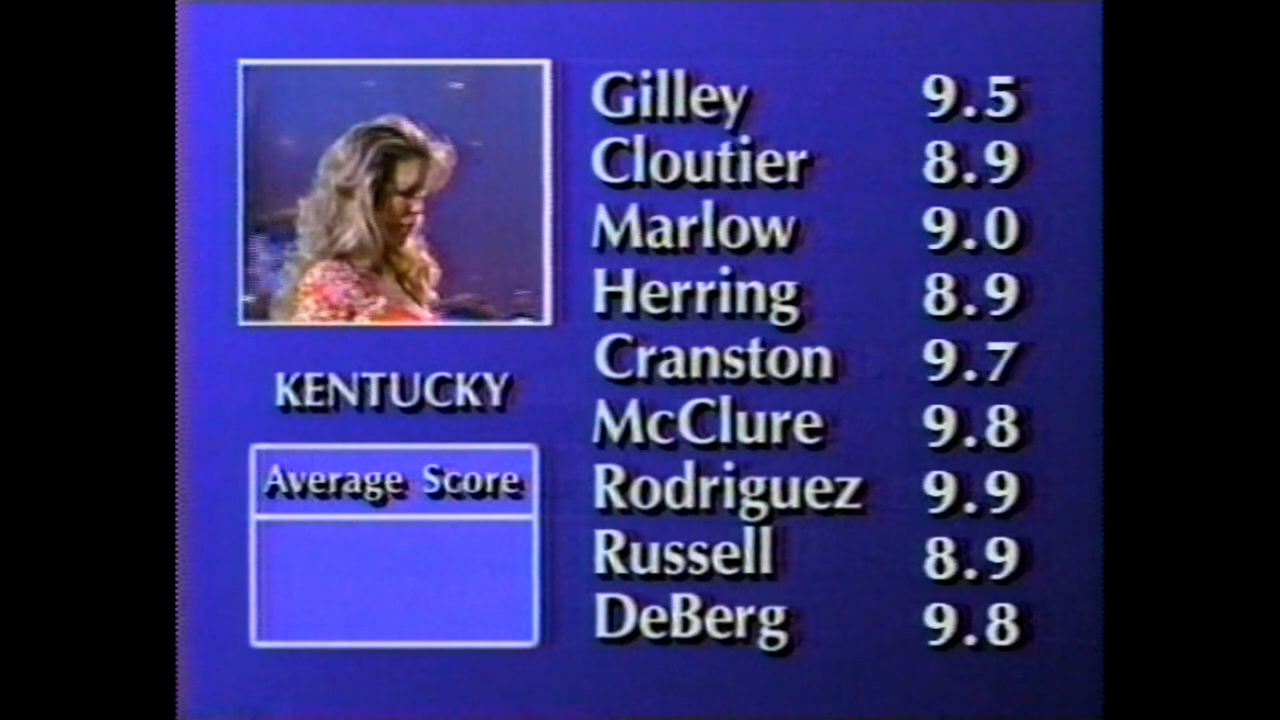 KENTUCKY
Average Score
Gilley 9.5
Cloutier 8.9
Marlow 9.0
Herring 8.9
Cranston 9.7
McClure 9.8
Rodriguez 9.9
Russell 8.9
DeBerg 9.8